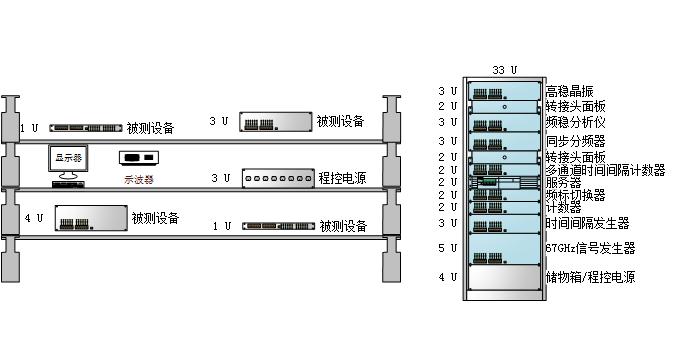 33 U
3 U 高稳晶振
2 U 转接头面板
3 U 频稳分析仪
3 U 同步分频器
2 U 转接头面板
2 U 多通道时间间隔计数器
2 U 服务器
2 U 频标切换器
2 U 计数器
3 U 时间间隔发生器
5 U 67GHz信号发生器
4 U 储物箱/程控电源
1 U 被测设备
3 U 被测设备
显示器
示波器
3 U 程控电源
4 U 被测设备
1 U 被测设备